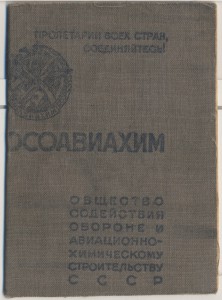 ПРОЛЕТАРИИ ВСЕХ СТРАН,
СОЕДИНЯЙТЕСЬ!
ОСОАВИАХИМ
ОБЩЕСТВО
СОДЕЙСТВИЯ
ОБОРОНЕ И
АВИАЦИОННО-
ХИМИЧЕСКОМУ
СТРОИТЕЛЬСТВУ
СССР